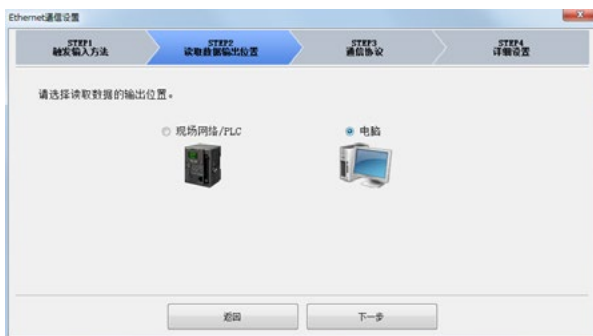 Ethernet通信设置
STEP1
触发输入方法
STEP2
读取数据输出位置
STEP3
通信协议
STEP4
详细设置
请选择读取数据的输出位置。
现场网络/PLC
电脑
返回
下一步